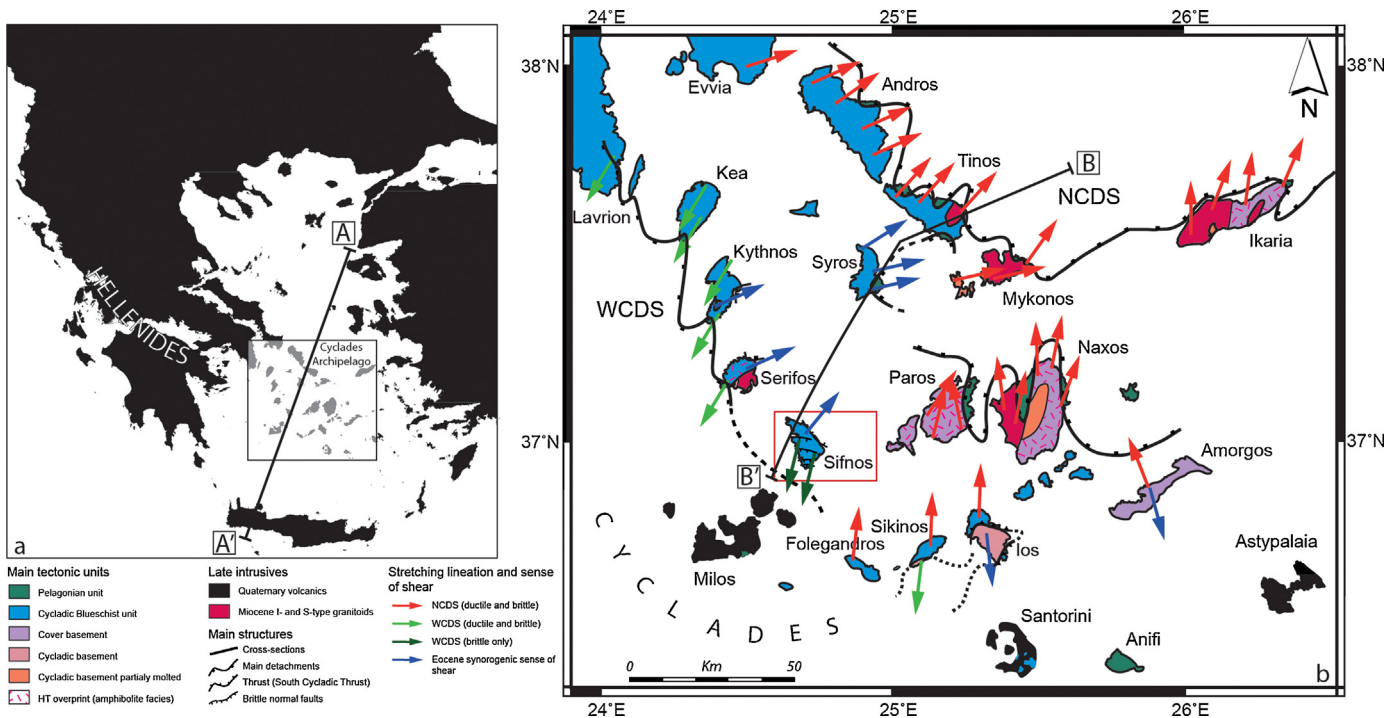 A
HELLENIDES
Cyclades
Archipelago
A'
a
Main tectonic units
Pelagonian unit
Cycladic Blueschist unit
Cover basement
Cycladic basement
Cycladic basement partialy molted
HT overprint (amphibolite facies)
Late intrusives
Quaternary volcanics
Miocene I- and S-type granitoids
Main structures
Cross-sections
Main detachments
Thrust (South Cycladic Thrust)
Brittle normal faults
Stretching lineation and sense
of shear
NCDS (ductile and brittle)
WCDS (ductile and brittle)
WCDS (brittle only)
Eocene synorogenic sense of
shear
24°E 25°E 26°E
38°N 38°N
N
Evvia
Andros
B
Tinos
NCDS
Kea
Lavrion
Ikaria
Kythnos
Syros
Mykonos
WCDS
Naxos
Serifos
Paros
37°N 37°N
Sifnos
Amorgos
B'
Sikinos
Folegandros
Ios
Milos
Astypalaia
CYCLADES
Santorini
Anifi
0 Km 50
b
24°E 25°E 26°E